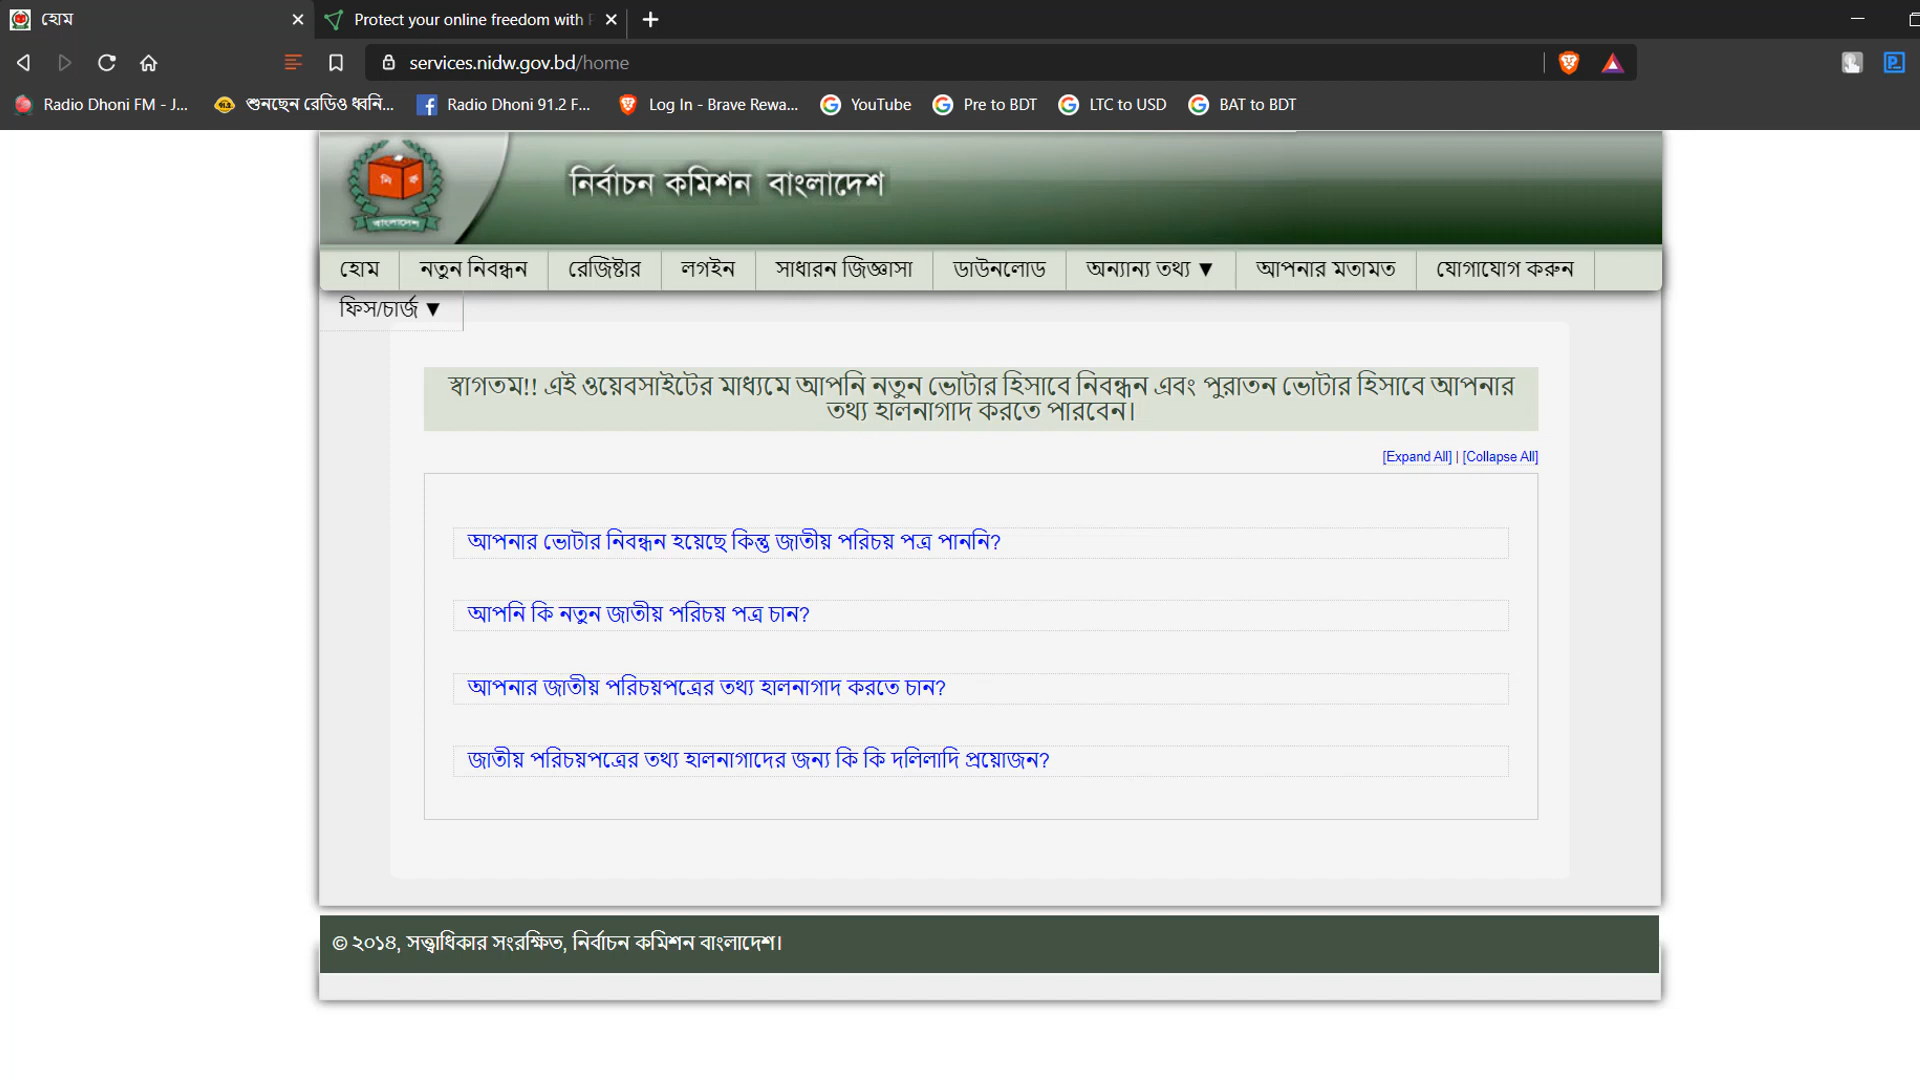 হোম
Protect your online freedom with
services.nidw.gov.bd/home
Radio Dhoni FM - J...
শুনছেন রেডিও ধ্বনি...
Radio Dhoni 91.2 F...
Log In - Brave Rewa...
YouTube
Pre to BDT
LTC to USD
BAT to BDT
নির্বাচন কমিশন বাংলাদেশ
নি ক
বাংলাদেশ
হোম
নতুন নিবন্ধন
রেজিষ্টার
লগইন
সাধারন জিজ্ঞাসা
ডাউনলোড
অন্যান্য তথ্য ▼
আপনার মতামত
যোগাযোগ করুন
ফিস/চার্জ ▼
স্বাগতম!! এই ওয়েবসাইটের মাধ্যমে আপনি নতুন ভোটার হিসাবে নিবন্ধন এবং পুরাতন ভোটার হিসাবে আপনার
তথ্য হালনাগাদ করতে পারবেন।
[Expand All] | [Collapse All]
আপনার ভোটার নিবন্ধন হয়েছে কিন্তু জাতীয় পরিচয় পত্র পাননি?
আপনি কি নতুন জাতীয় পরিচয় পত্র চান?
আপনার জাতীয় পরিচয়পত্রের তথ্য হালনাগাদ করতে চান?
জাতীয় পরিচয়পত্রের তথ্য হালনাগাদের জন্য কি কি দলিলাদি প্রয়োজন?
© ২০১৪, সত্ত্বাধিকার সংরক্ষিত, নির্বাচন কমিশন বাংলাদেশ।